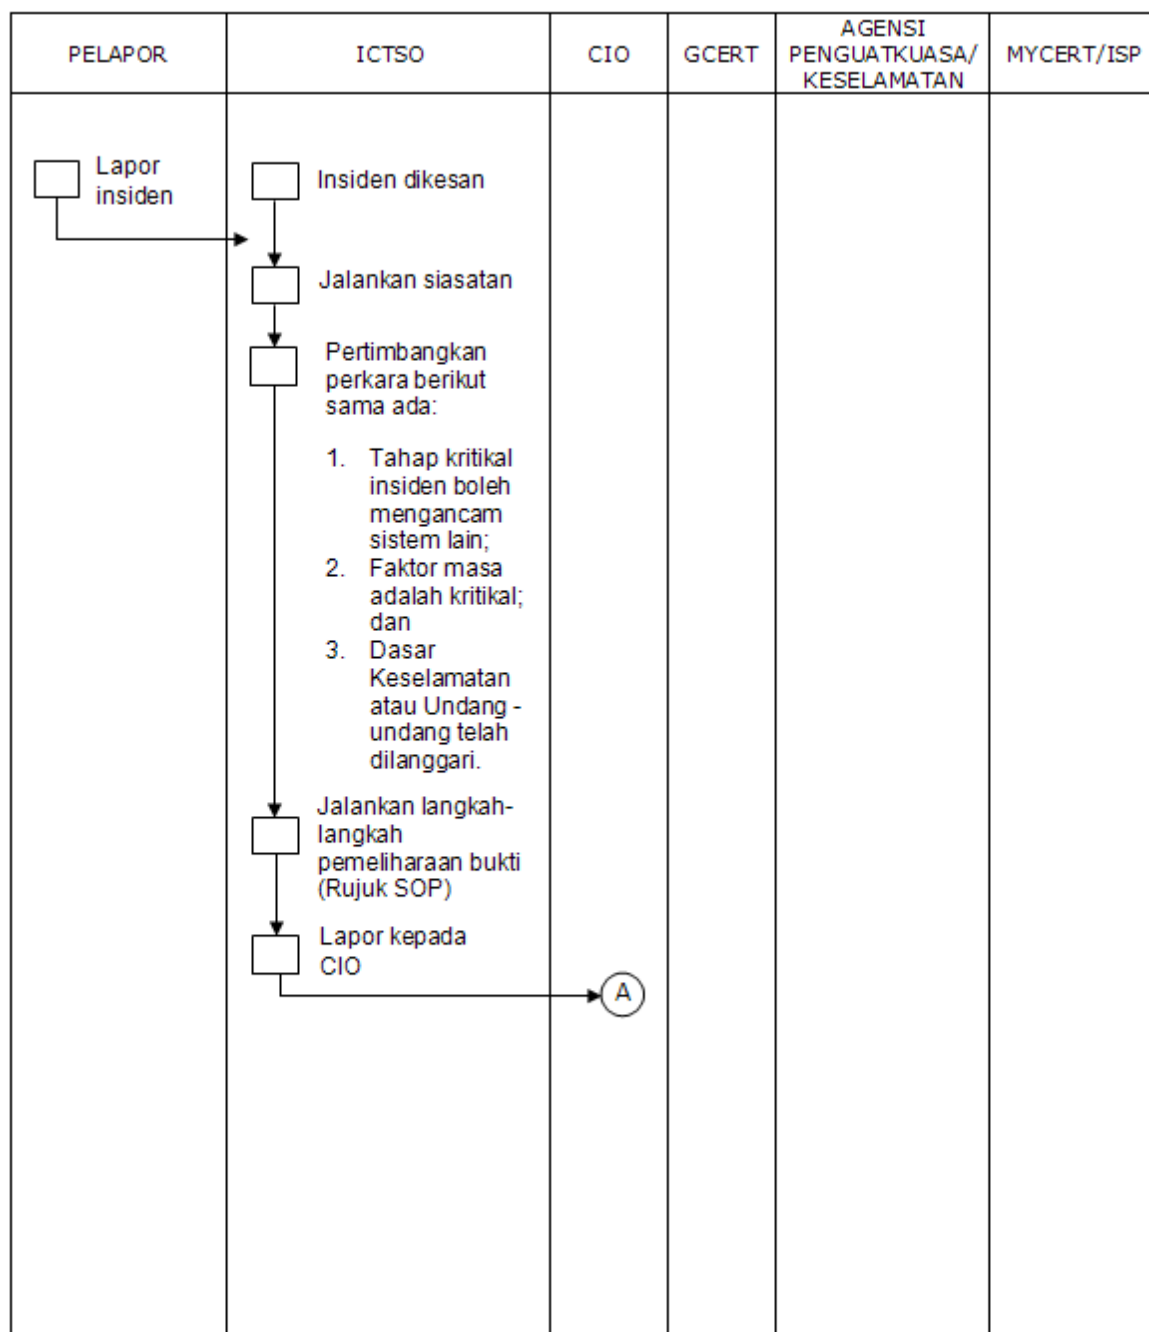 PELAPOR
ICTSO
CIO
GCERT
AGENSI
PENGUATKUASA/
KESELAMATAN
MYCERT/ISP
Lapor
insiden
Insiden dikesan
Jalankan siasatan
Pertimbangkan
perkara berikut
sama ada:
1. Tahap kritikal
insiden boleh
mengancam
sistem lain;
2. Faktor masa
adalah kritikal;
dan
3. Dasar
Keselamatan
atau Undang -
undang telah
dilanggari.
Jalankan langkah-
langkah
pemeliharaan bukti
(Rujuk SOP)
Lapor kepada
CIO
A